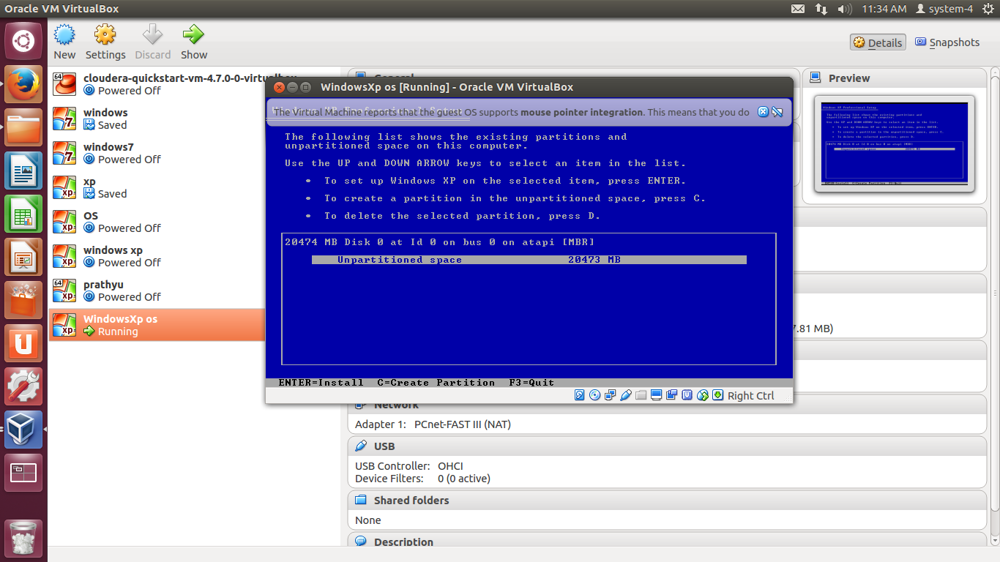 Oracle VM VirtualBox
11:34 AM
system-4
New
Settings
Discard
Show
Details
Snapshots
cloudera-quickstart-vm-4.7.0-0-virtualbox
Powered Off
windows
Saved
windows7
Powered Off
xp
Saved
OS
Powered Off
windows xp
Powered Off
prathyu
Powered Off
WindowsXp os
Running
General
Preview
WindowsXp os [Running] - Oracle VM VirtualBox
The Virtual Machine reports that the guest OS supports mouse pointer integration. This means that you do
The following list shows the existing partitions and
unpartitioned space on this computer.
Use the UP and DOWN ARROW keys to select an item in the list.
• To set up Windows XP on the selected item, press ENTER.
• To create a partition in the unpartitioned space, press C.
• To delete the selected partition, press D.
20474 MB Disk 0 at Id 0 on bus 0 on atapi [MBR]
Unpartitioned space 20473 MB
ENTER=Install C=Create Partition F3=Quit
Right Ctrl
7.81 MB)
Network
Adapter 1: PCnet-FAST III (NAT)
USB
USB Controller: OHCI
Device Filters: 0 (0 active)
Shared folders
None
Description